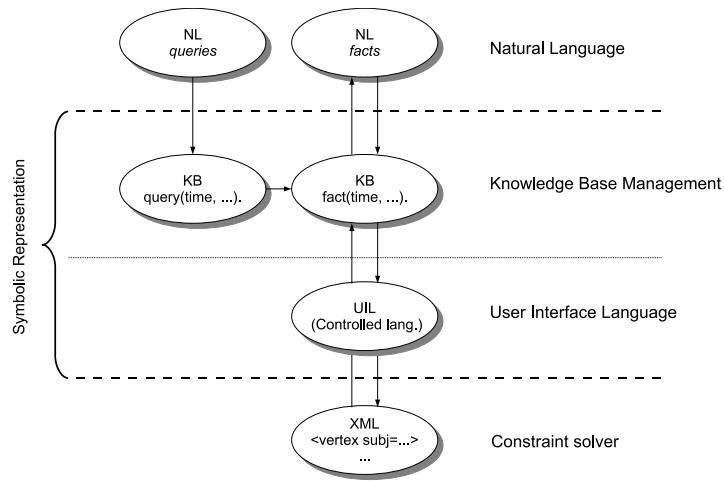 NL
queries
NL
facts
Natural Language
Symbolic Representation
KB
query(time, ...).
KB
fact(time, ...).
Knowledge Base Management
UIL
(Controlled lang.)
User Interface Language
XML
<vertex subj=...>
...
Constraint solver